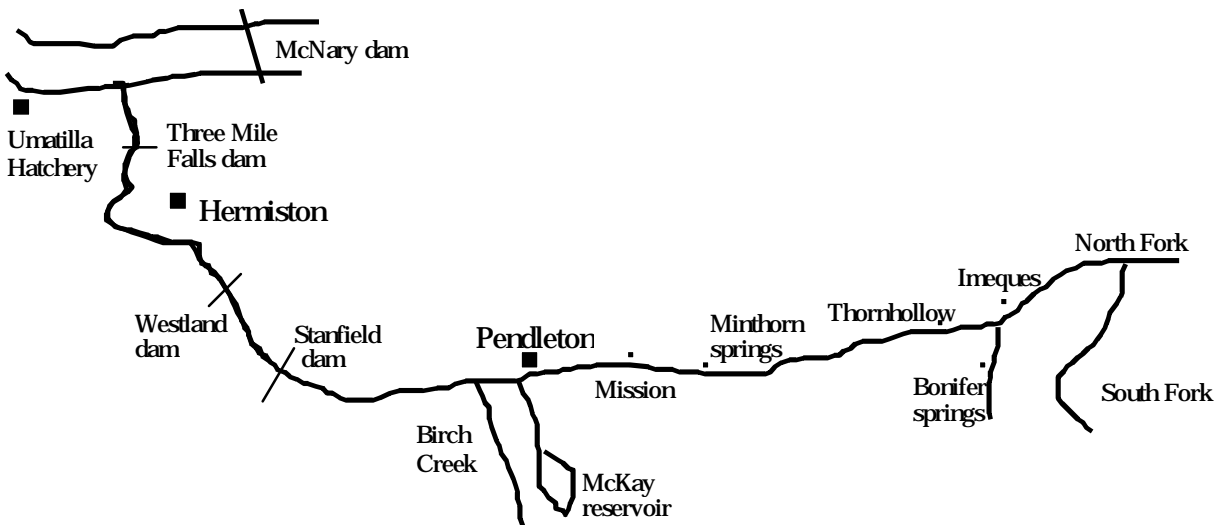 McNary dam
Umatilla
Hatchery
Three Mile
Falls dam
Hermiston
North Fork
Imeques
Thornhollow
Minthorn
springs
Westland
dam
Stanfield
dam
Pendleton
Mission
Bonifer
springs
South Fork
Birch
Creek
McKay
reservoir